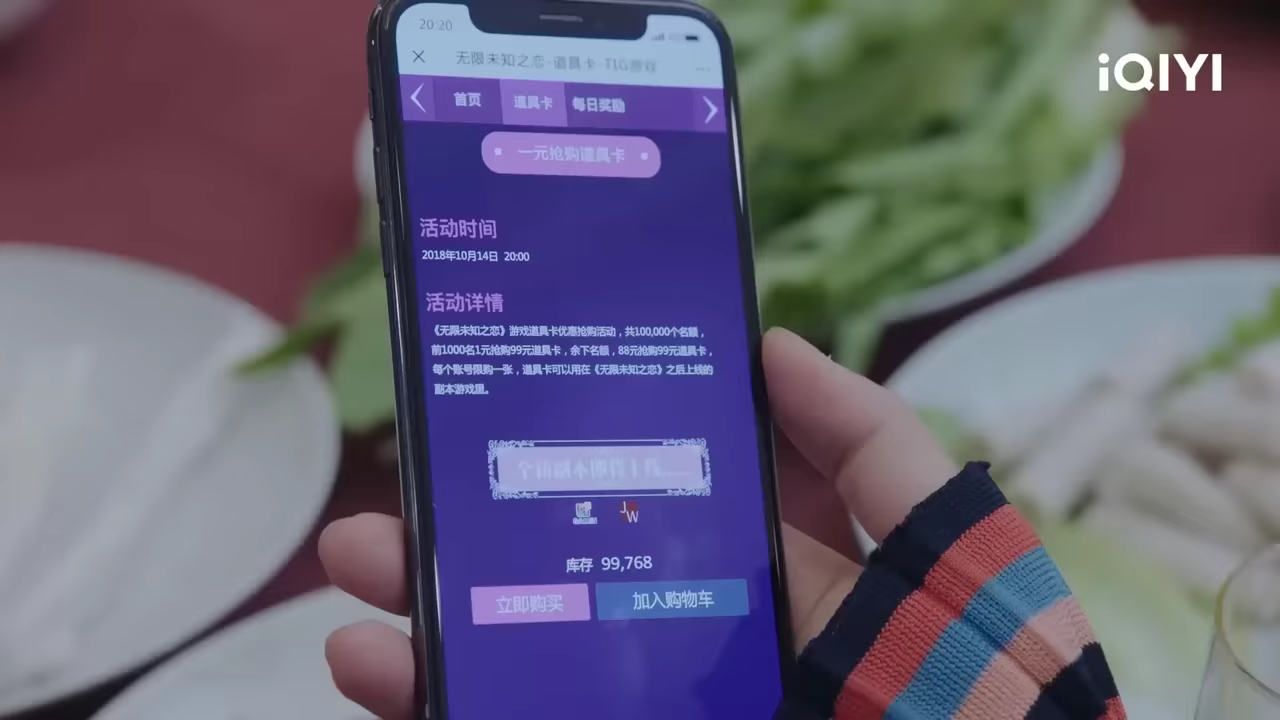 20:20
iQIYI
无限未知之恋-道具卡-TIG游戏
首页 道具卡 每日奖励
一元抢购道具卡
活动时间
2018年10月14日 20:00
活动详情
《无限未知之恋》游戏道具卡优惠抢购活动，共100,000个名额，
前1000名1元抢购99元道具卡，余下名额，88元抢购99元道具卡，
每个账号限购一张，道具卡可以用在《无限未知之恋》之后上线的
副本游戏里。
JW
库存 99,768
立即购买 加入购物车